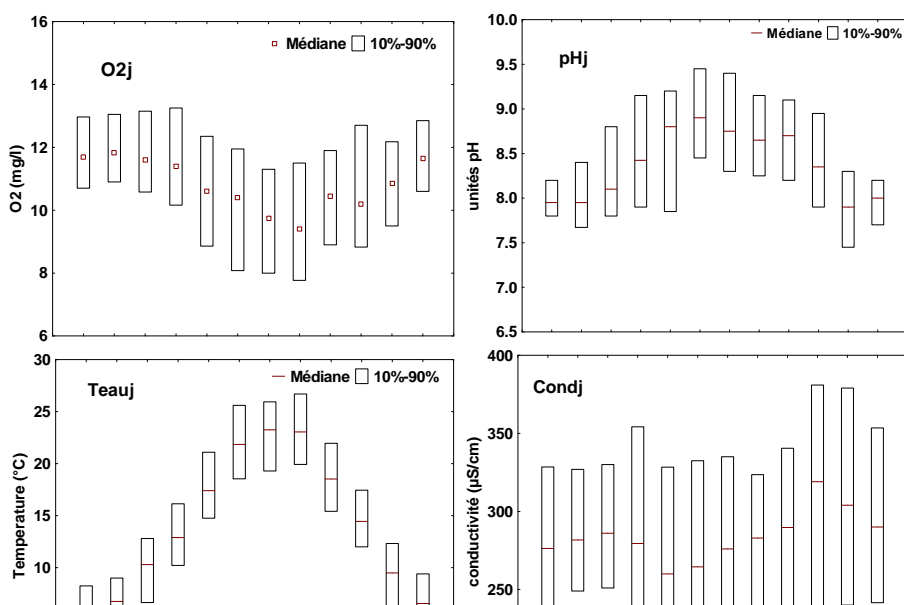 O2j
Médiane 10%-90%
O2 (mg/l)
16
14
12
10
8
6
pHj
Médiane 10%-90%
unités pH
10.0
9.5
9.0
8.5
8.0
7.5
7.0
6.5
Teauj
Médiane 10%-90%
Temperature (°C)
30
25
20
15
10
Condj
conductivité (µS/cm)
400
350
300
250